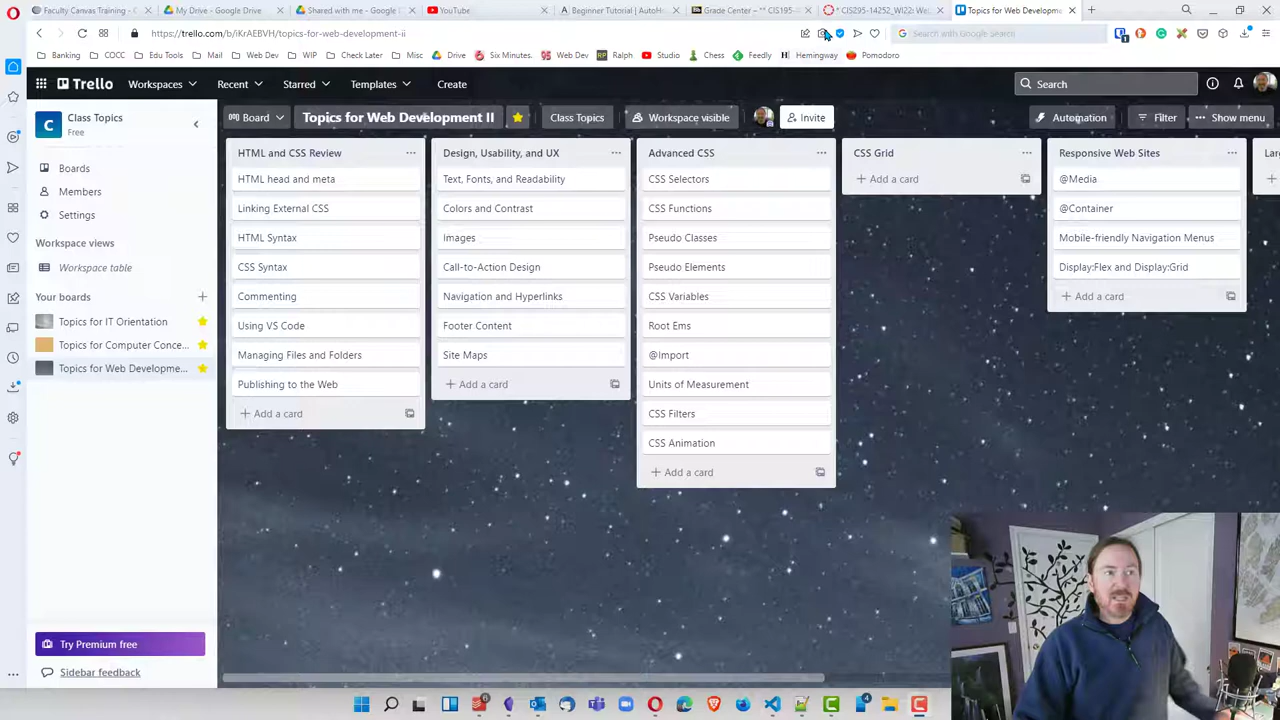 Faculty Canvas Training -
My Drive - Google Drive
Shared with me - Google
YouTube
Beginner Tutorial | AutoHo
Grade Center – ** CIS195
* CIS295-14252_WI22: We
Topics for Web Developme
https://trello.com/b/iKrAEBVH/topics-for-web-development-ii
Search with Google Search
Banking
COCC
Edu Tools
Mail
Web Dev
WIP
Check Later
Misc
Drive
Six Minutes.
Web Dev
Ralph
Studio
Chess
Feedly
Hemingway
Pomodoro
Trello
Workspaces
Recent
Starred
Templates
Create
Search
C
Class Topics
Free
Board
Topics for Web Development II
Class Topics
Workspace visible
Invite
Automation
Filter
Show menu
Boards
Members
Settings
Workspace views
Workspace table
Your boards
Topics for IT Orientation
Topics for Computer Conce...
Topics for Web Developme...
Try Premium free
Sidebar feedback
HTML and CSS Review
HTML head and meta
Linking External CSS
HTML Syntax
CSS Syntax
Commenting
Using VS Code
Managing Files and Folders
Publishing to the Web
+ Add a card
Design, Usability, and UX
Text, Fonts, and Readability
Colors and Contrast
Images
Call-to-Action Design
Navigation and Hyperlinks
Footer Content
Site Maps
+ Add a card
Advanced CSS
CSS Selectors
CSS Functions
Pseudo Classes
Pseudo Elements
CSS Variables
Root Ems
@Import
Units of Measurement
CSS Filters
CSS Animation
+ Add a card
CSS Grid
+ Add a card
Responsive Web Sites
@Media
@Container
Mobile-friendly Navigation Menus
Display:Flex and Display:Grid
+ Add a card
Lar
+